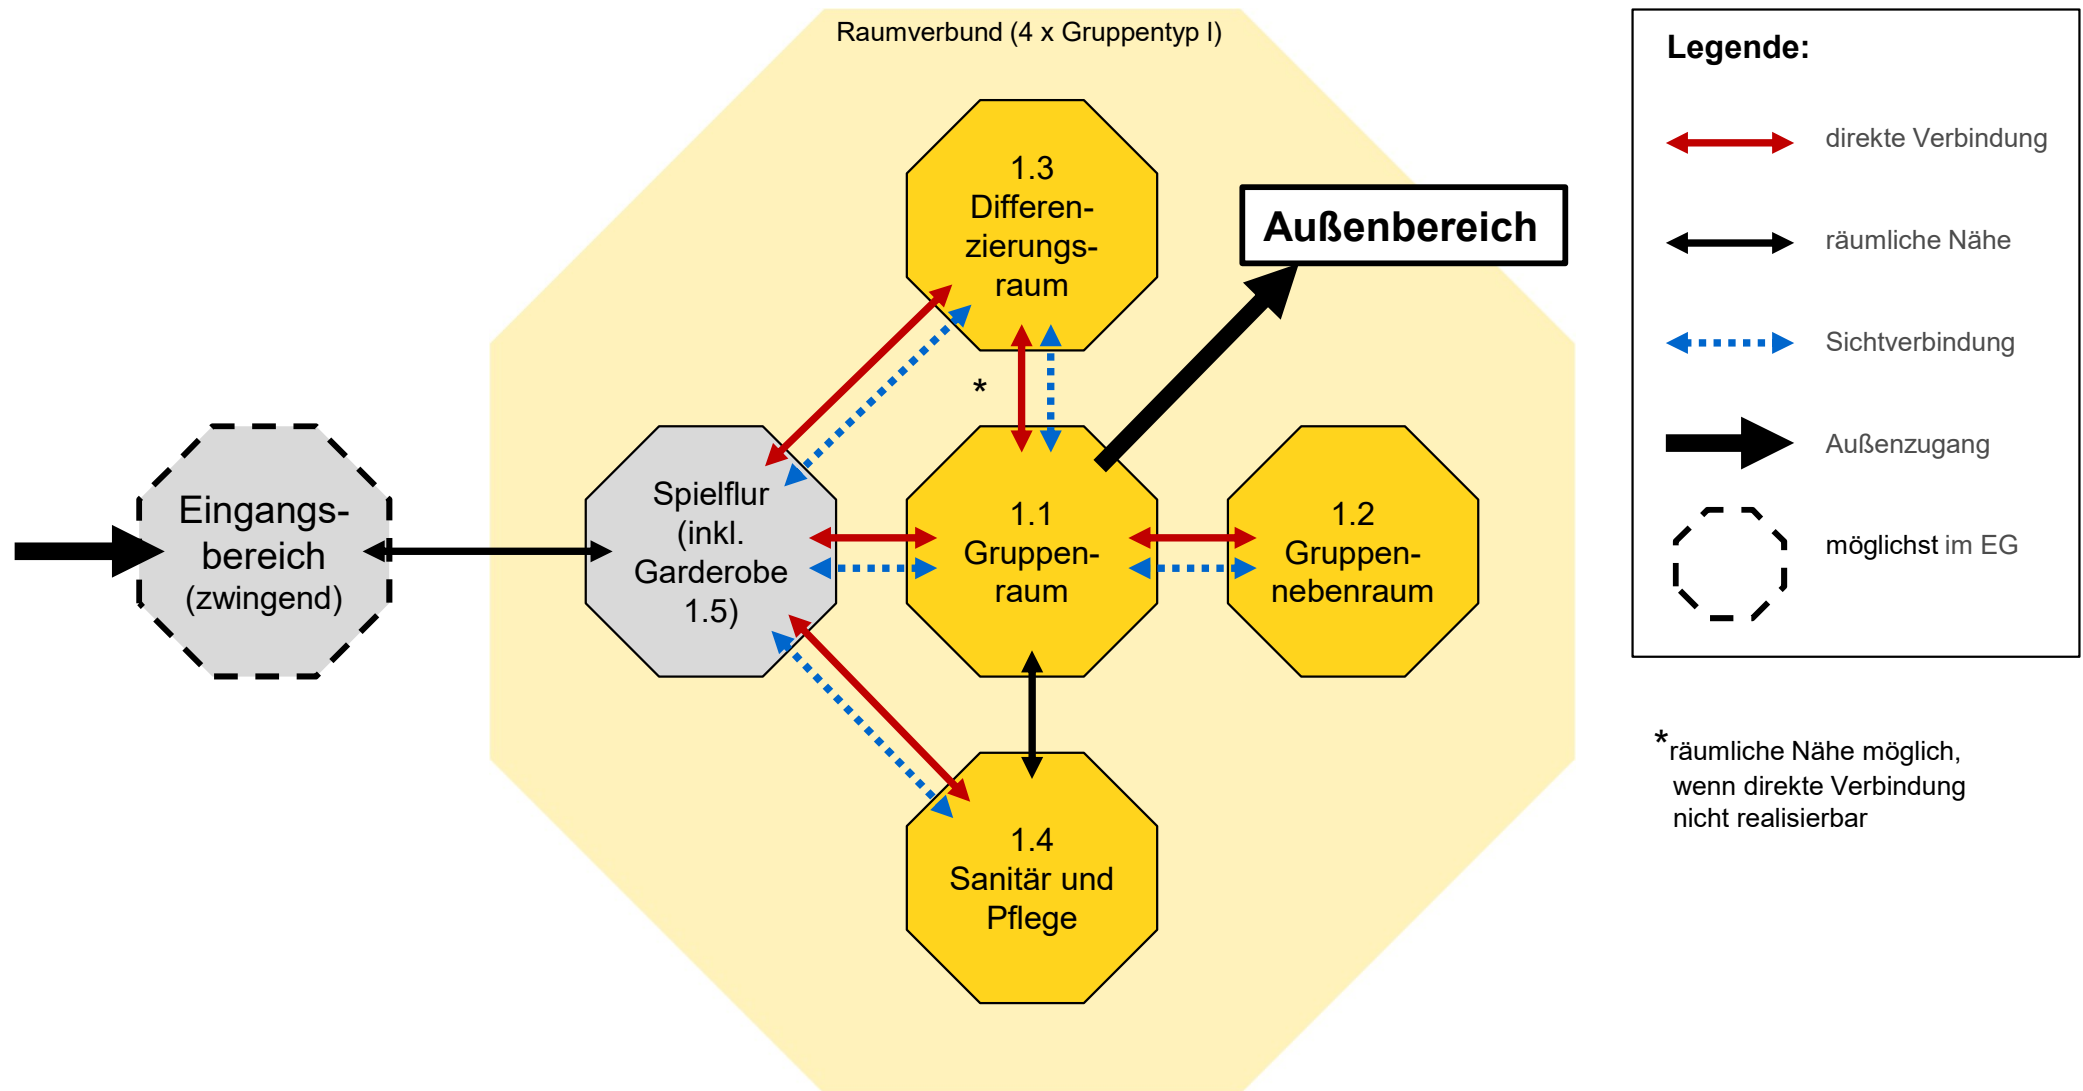 Raumverbund (4 x Gruppentyp I)
1.3
Differen-
zierungs-
raum
Außenbereich
*
Eingangs-
bereich
(zwingend)
Spielflur
(inkl.
Garderobe
1.5)
1.1
Gruppen-
raum
1.2
Gruppen-
nebenraum
1.4
Sanitär und
Pflege
Legende:
direkte Verbindung
räumliche Nähe
Sichtverbindung
Außenzugang
möglichst im EG
*räumliche Nähe möglich,
wenn direkte Verbindung
nicht realisierbar